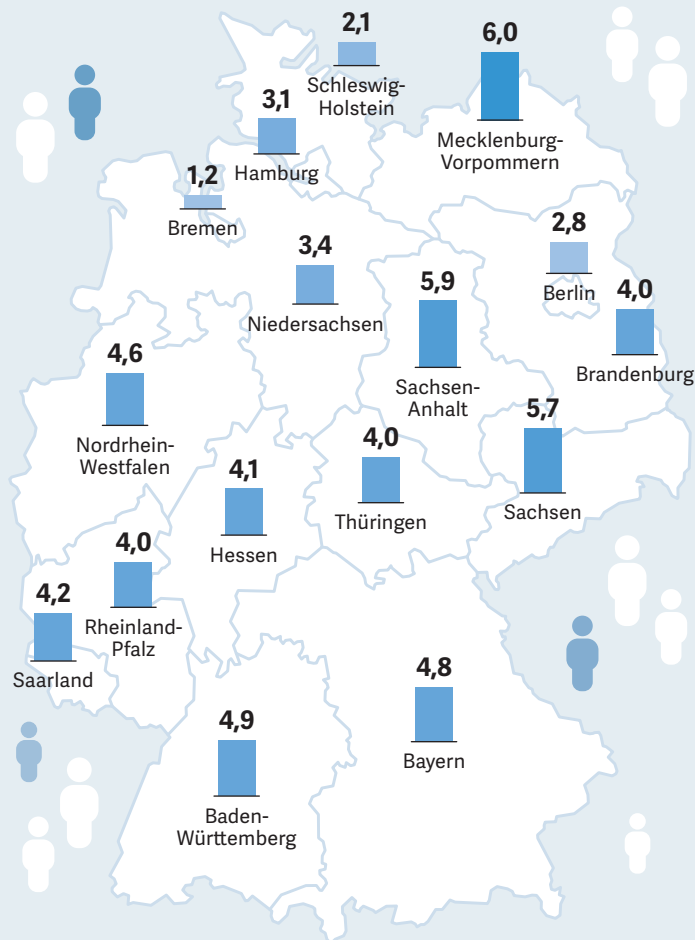 2,1
Schleswig-
Holstein
6,0
Mecklenburg-
Vorpommern
3,1
Hamburg
1,2
Bremen
2,8
Berlin
3,4
Niedersachsen
5,9
Sachsen-
Anhalt
4,0
Brandenburg
4,6
Nordrhein-
Westfalen
4,1
Hessen
4,0
Thüringen
5,7
Sachsen
4,0
Rheinland-
Pfalz
4,2
Saarland
4,9
Baden-
Württemberg
4,8
Bayern